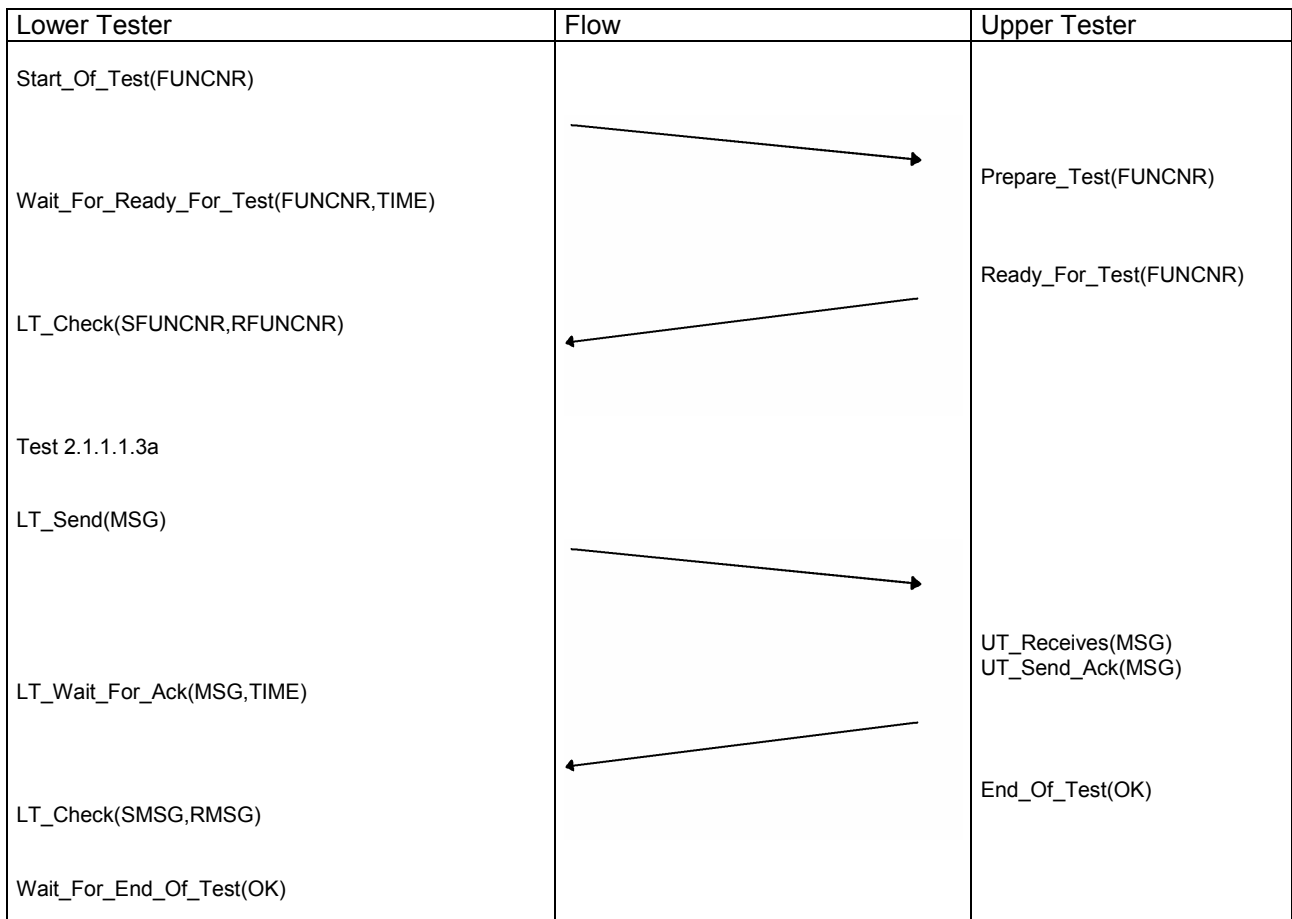 Lower Tester
Flow
Upper Tester
Start_Of_Test(FUNCNR)
Prepare_Test(FUNCNR)
Wait_For_Ready_For_Test(FUNCNR,TIME)
Ready_For_Test(FUNCNR)
LT_Check(SFUNCNR,RFUNCNR)
Test 2.1.1.1.3a
LT_Send(MSG)
UT_Receives(MSG)
UT_Send_Ack(MSG)
LT_Wait_For_Ack(MSG,TIME)
End_Of_Test(OK)
LT_Check(SMSG,RMSG)
Wait_For_End_Of_Test(OK)